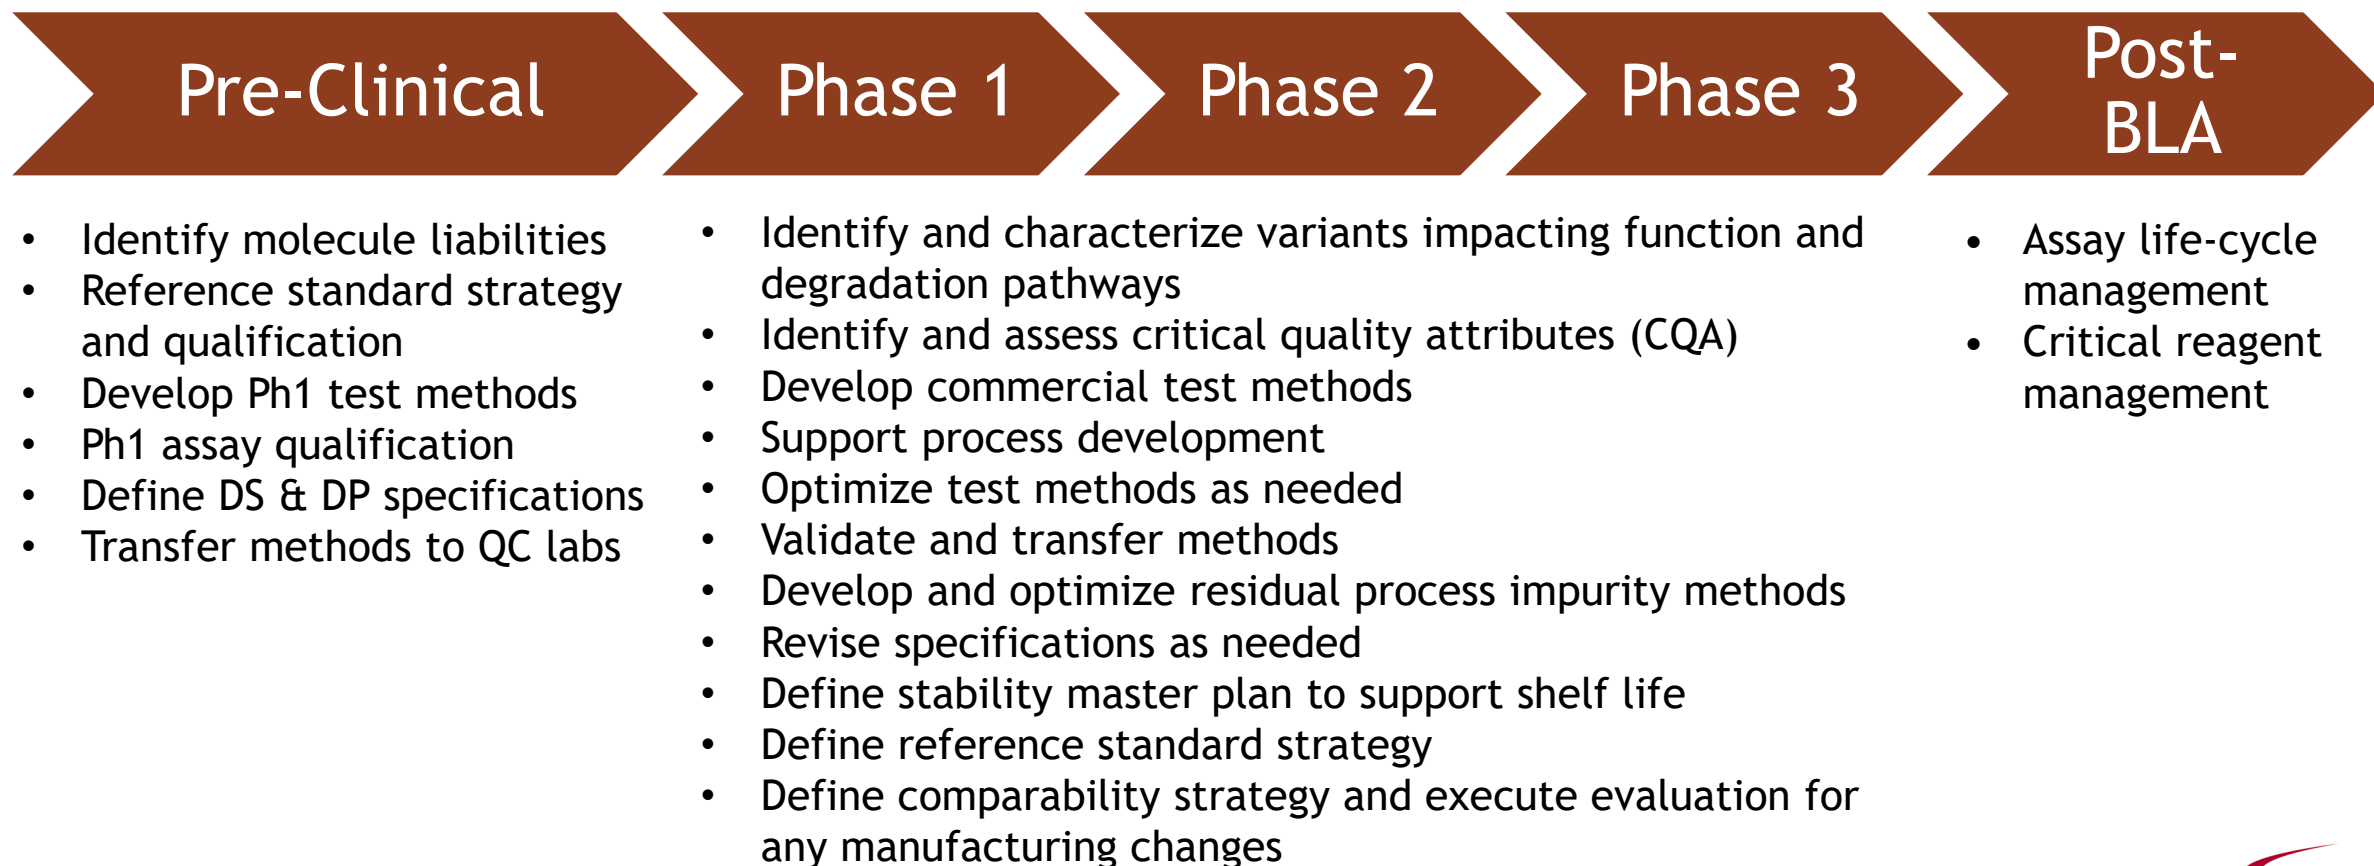 Pre-Clinical
Phase 1
Phase 2
Phase 3
Post-
BLA
• Identify molecule liabilities
• Reference standard strategy
and qualification
• Develop Ph1 test methods
• Ph1 assay qualification
• Define DS & DP specifications
• Transfer methods to QC labs
• Identify and characterize variants impacting function and
degradation pathways
• Identify and assess critical quality attributes (CQA)
• Develop commercial test methods
• Support process development
• Optimize test methods as needed
• Validate and transfer methods
• Develop and optimize residual process impurity methods
• Revise specifications as needed
• Define stability master plan to support shelf life
• Define reference standard strategy
• Define comparability strategy and execute evaluation for
any manufacturing changes
• Assay life-cycle
management
• Critical reagent
management